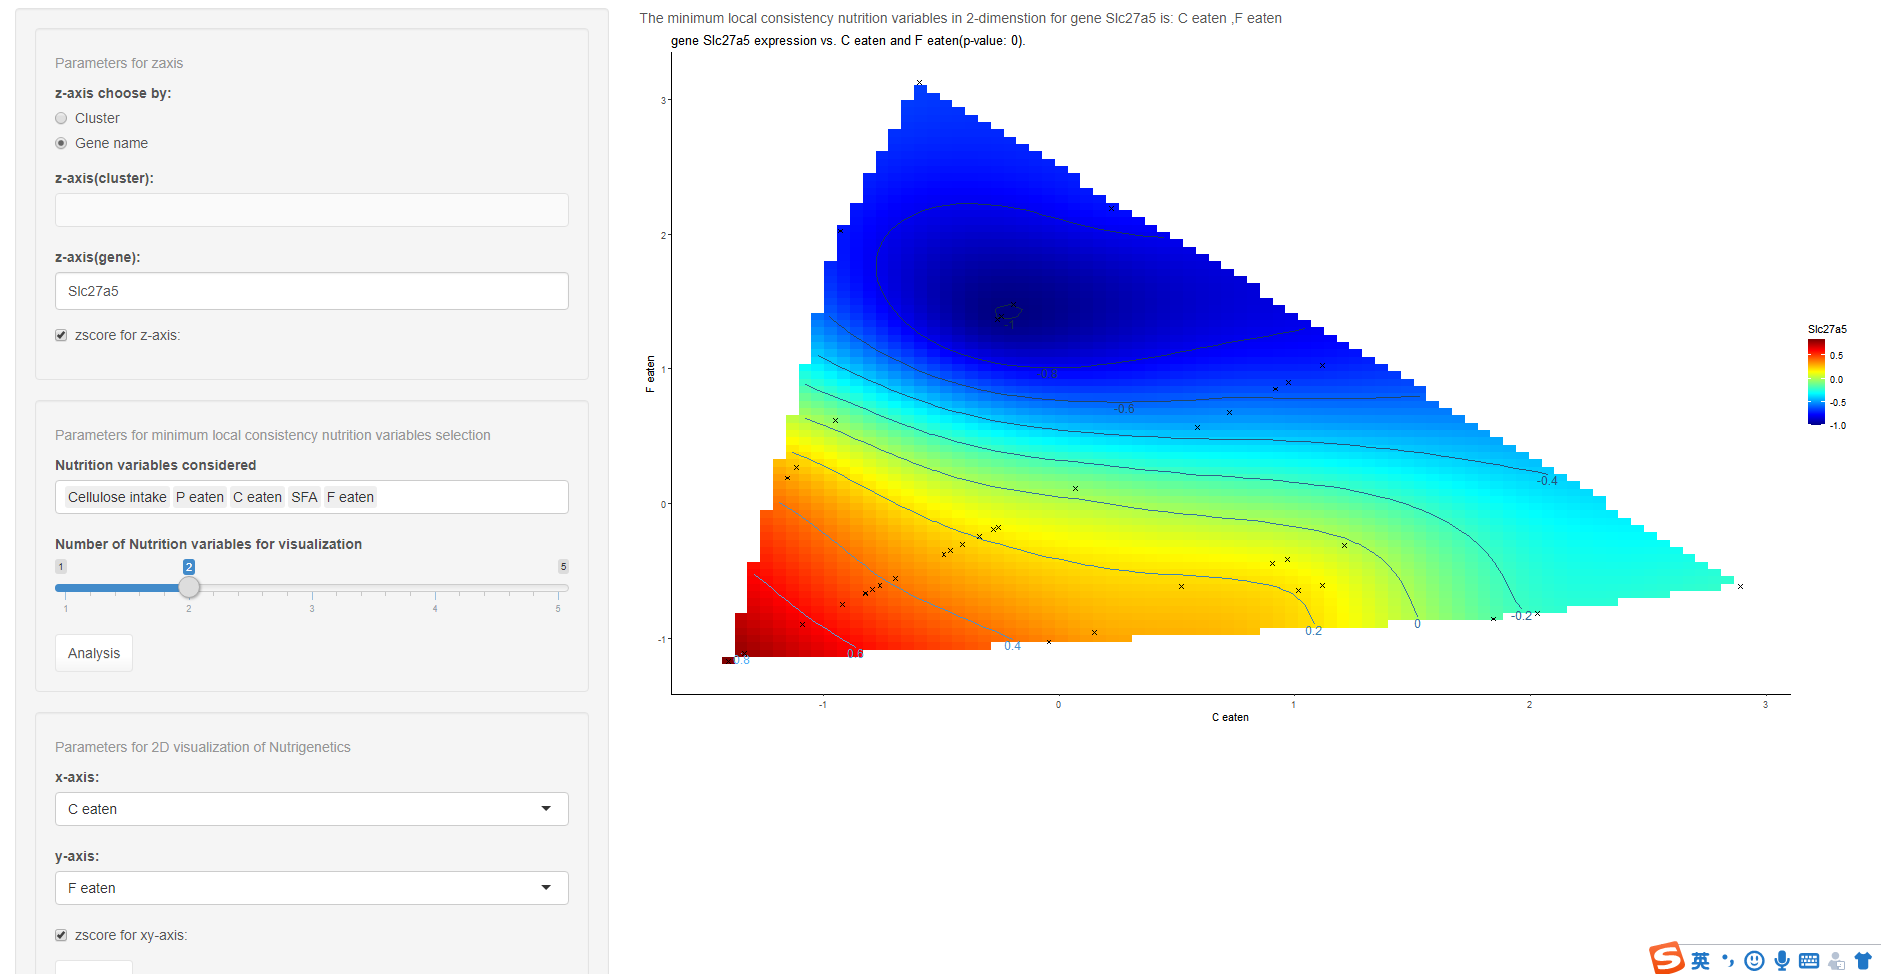 Parameters for zaxis
z-axis choose by:
Cluster
Gene name
z-axis(cluster):
z-axis(gene):
Slc27a5
zscore for z-axis:
Parameters for minimum local consistency nutrition variables selection
Nutrition variables considered
Cellulose intake P eaten C eaten SFA F eaten
Number of Nutrition variables for visualization
1 2 5
1 2 3 4 5
Analysis
Parameters for 2D visualization of Nutrigenetics
x-axis:
C eaten
y-axis:
F eaten
zscore for xy-axis:
The minimum local consistency nutrition variables in 2-dimenstion for gene Slc27a5 is: C eaten ,F eaten
gene Slc27a5 expression vs. C eaten and F eaten(p-value: 0).
3
2
1
0
-1
F eaten
-1
-0.8
-0.6
-0.4
-0.2
0
0.2
0.4
0.6
0.8
-1 0 1 2 3
C eaten
Slc27a5
0.5
0.0
-0.5
-1.0
英